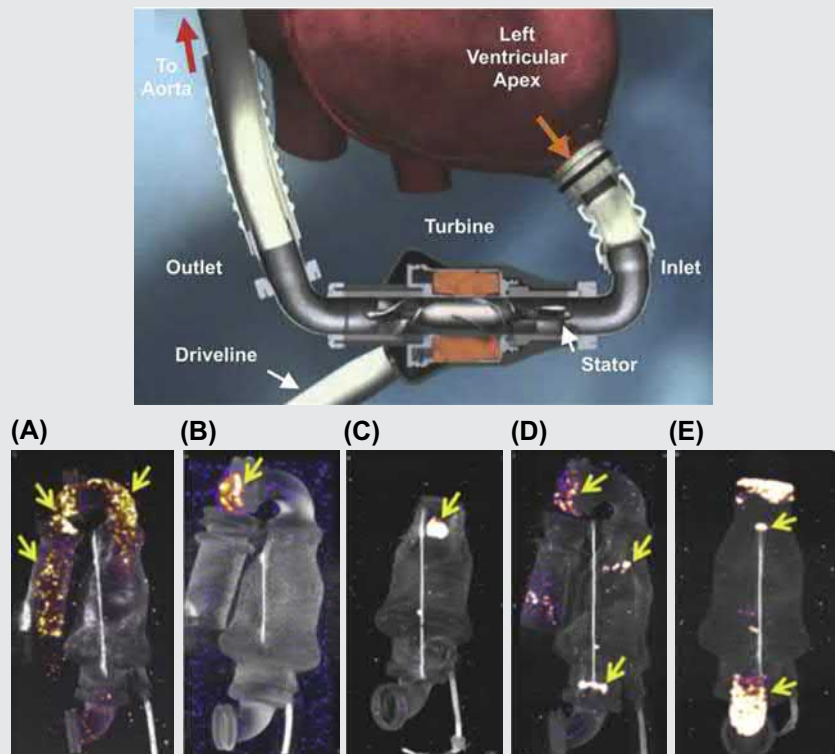 To
Aorta
Left
Ventricular
Apex
Turbine
Outlet
Inlet
Driveline
Stator
(A) (B) (C) (D) (E)